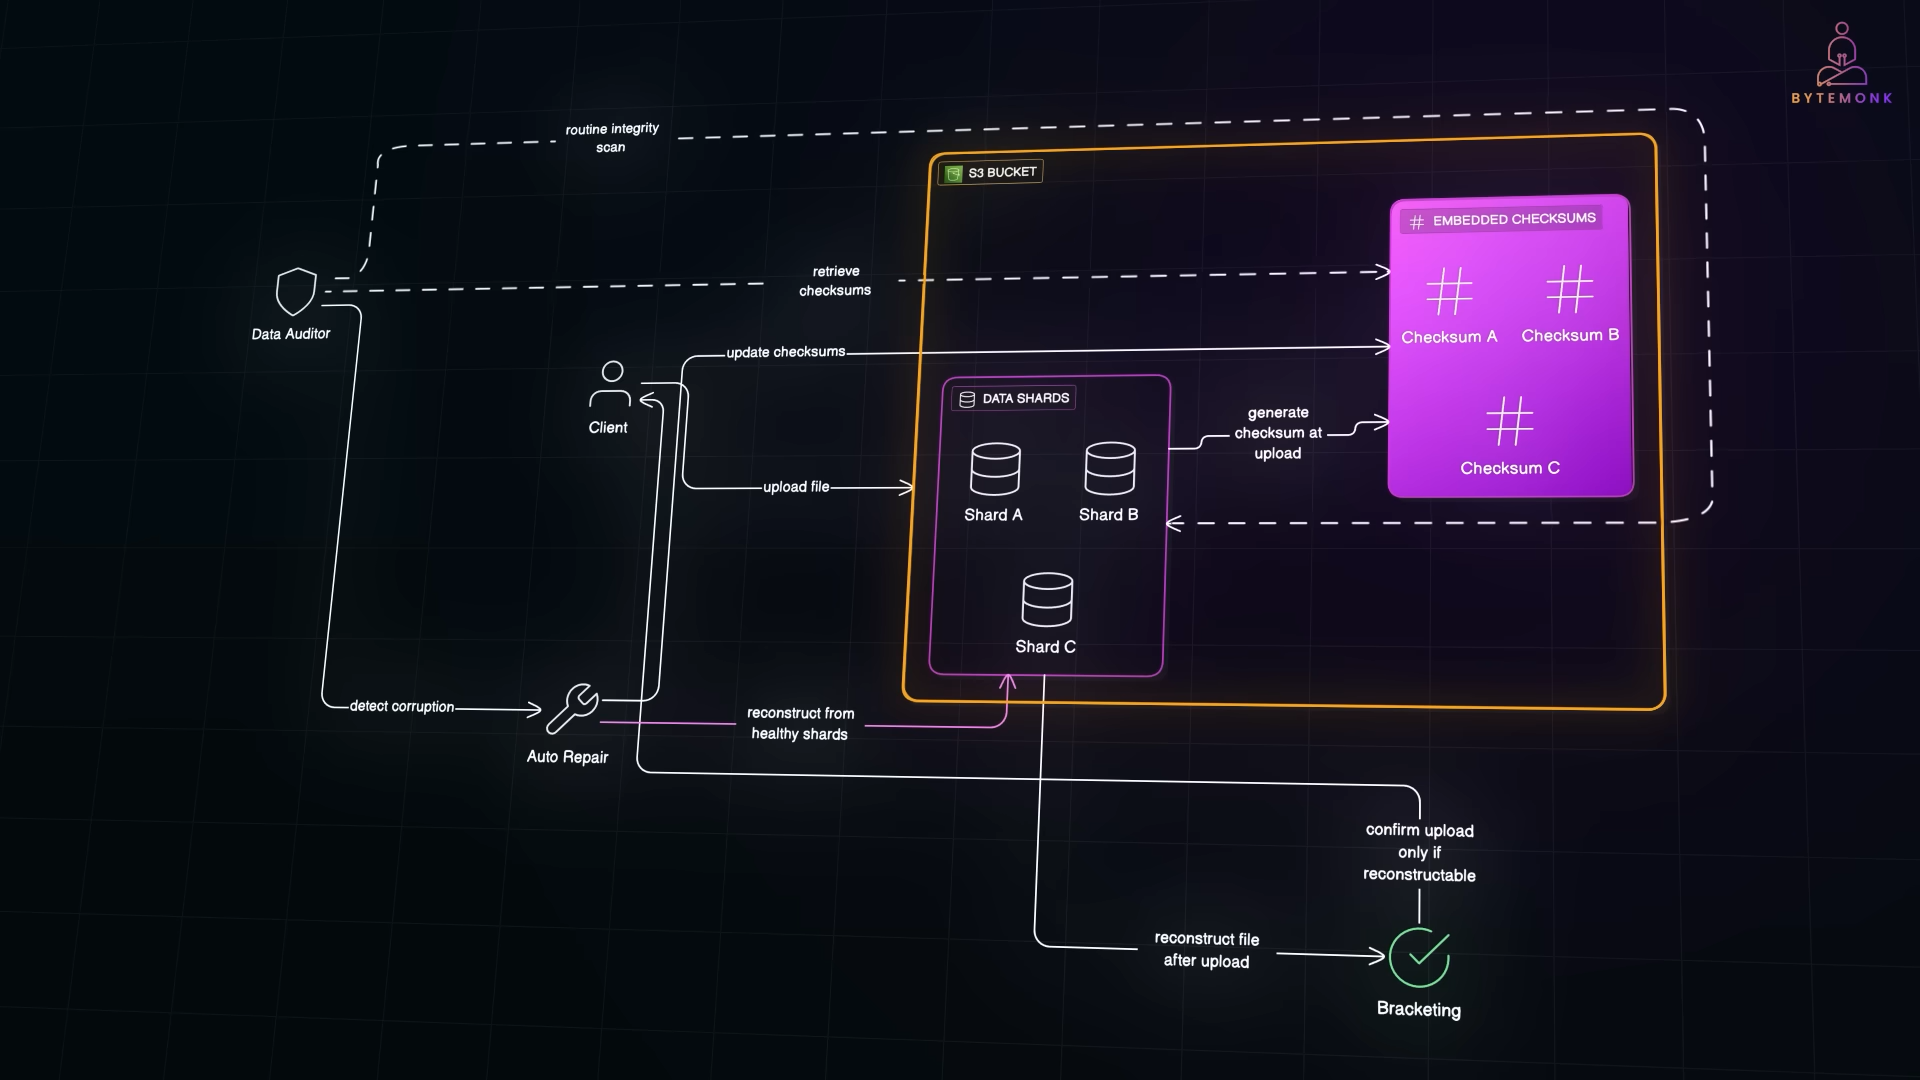 BYTEMONK
routine integrity
scan
S3 BUCKET
EMBEDDED CHECKSUMS
retrieve
checksums
Data Auditor
Checksum A
Checksum B
update checksums
Client
DATA SHARDS
generate
checksum at
upload
Checksum C
upload file
Shard A
Shard B
Shard C
detect corruption
Auto Repair
reconstruct from
healthy shards
confirm upload
only if
reconstructable
reconstruct file
after upload
Bracketing